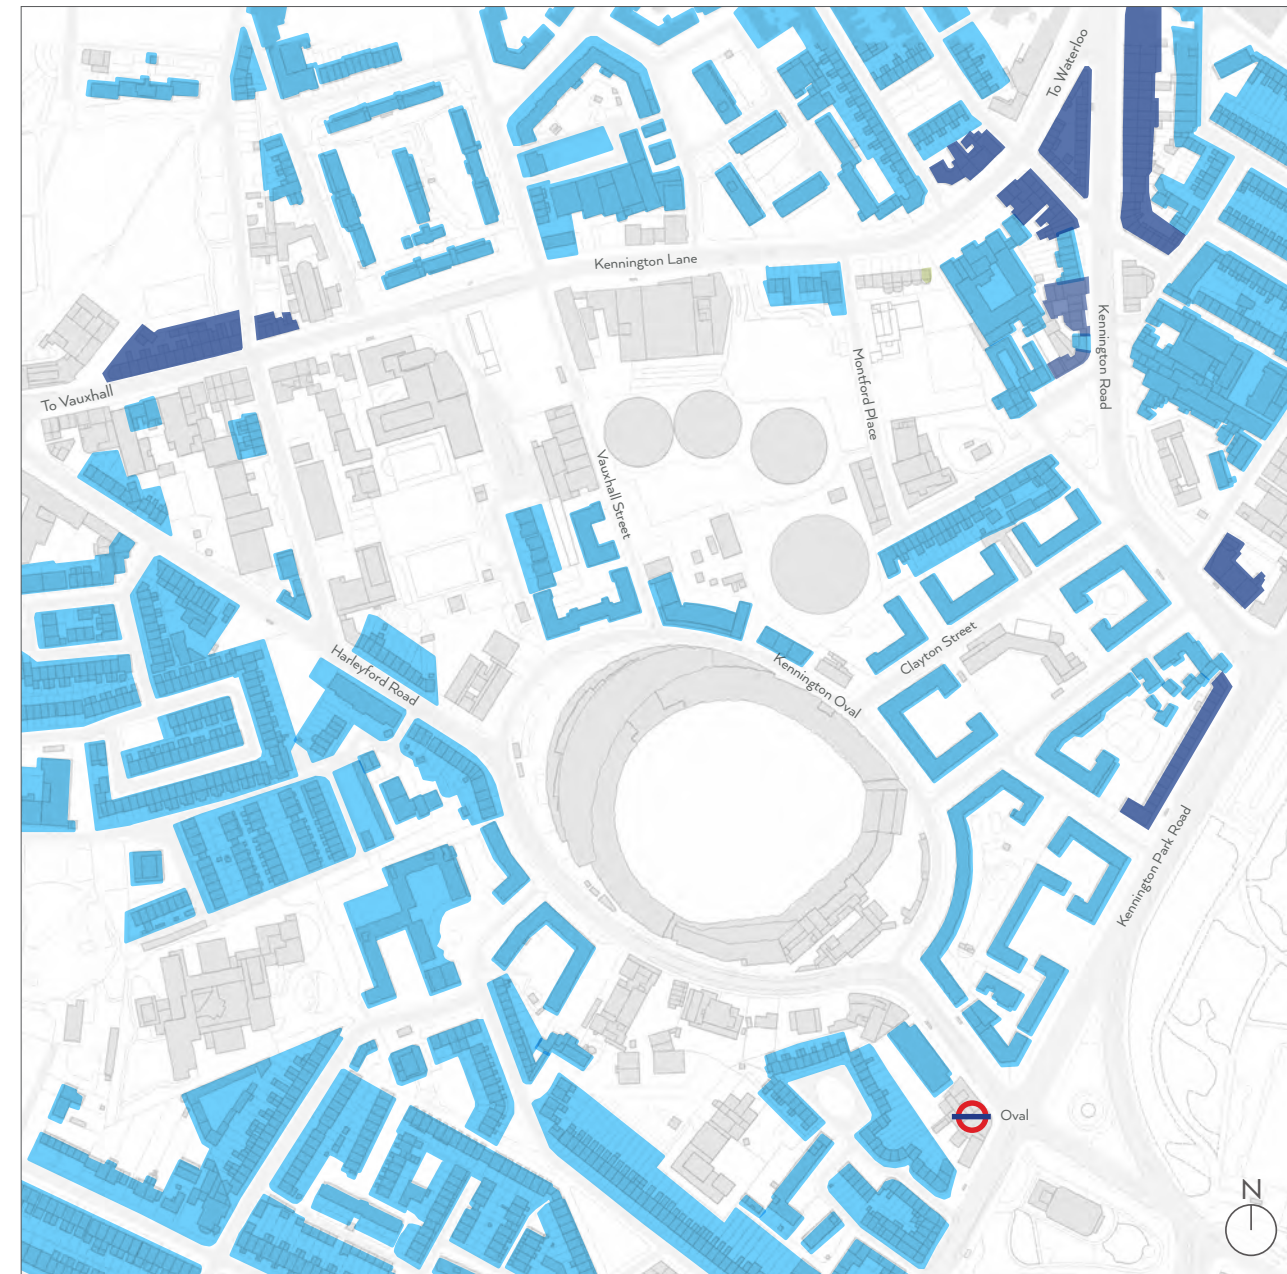 To Waterloo
Kennington Lane
Kennington Road
To Vauxhall
Montford Place
Vauxhall Street
Clayton Street
Harleyford Road
Kennington Oval
Kennington Park Road
Oval
N